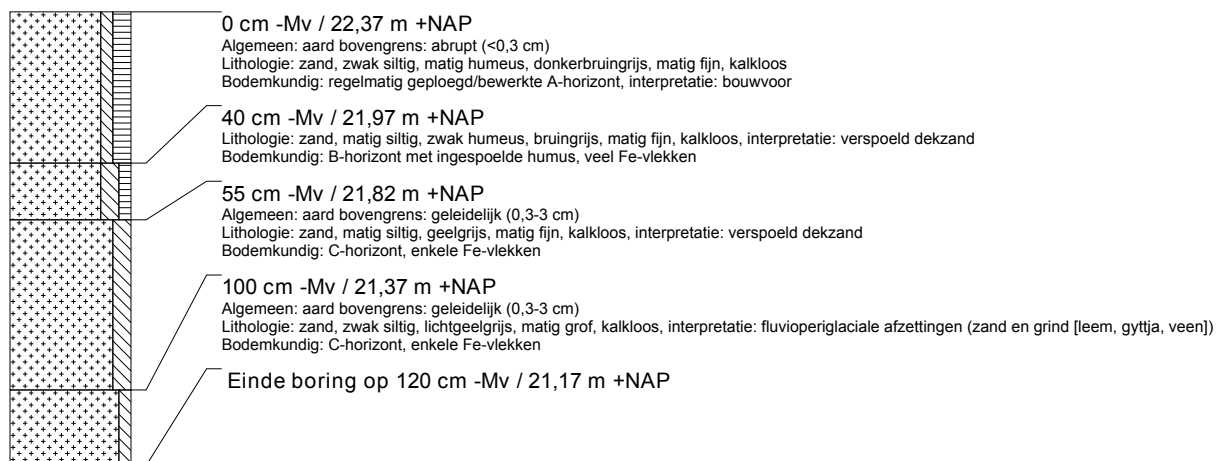 0 cm -Mv / 22,37 m +NAP
Algemeen: aard bovengrens: abrupt (<0,3 cm)
Lithologie: zand, zwak siltig, matig humeus, donkerbruingrijs, matig fijn, kalkloos
Bodemkundig: regelmatig geploegd/bewerkte A-horizont, interpretatie: bouwvoor
40 cm -Mv / 21,97 m +NAP
Lithologie: zand, matig siltig, zwak humeus, bruingrijs, matig fijn, kalkloos, interpretatie: verspoeld dekzand
Bodemkundig: B-horizont met ingespoelde humus, veel Fe-vlekken
55 cm -Mv / 21,82 m +NAP
Algemeen: aard bovengrens: geleidelijk (0,3-3 cm)
Lithologie: zand, matig siltig, geelgrijs, matig fijn, kalkloos, interpretatie: verspoeld dekzand
Bodemkundig: C-horizont, enkele Fe-vlekken
100 cm -Mv / 21,37 m +NAP
Algemeen: aard bovengrens: geleidelijk (0,3-3 cm)
Lithologie: zand, zwak siltig, lichtgeelgrijs, matig grof, kalkloos, interpretatie: fluvioperiglaciale afzettingen (zand en grind [leem, gyttja, veen])
Bodemkundig: C-horizont, enkele Fe-vlekken
Einde boring op 120 cm -Mv / 21,17 m +NAP